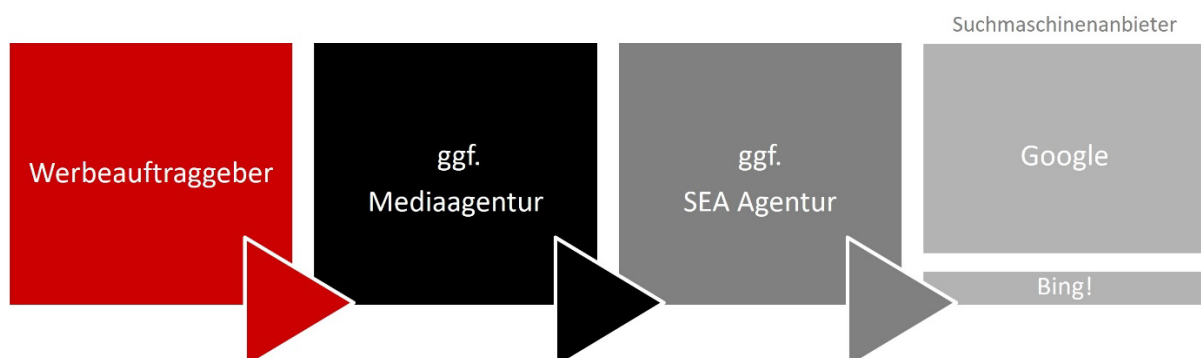 Suchmaschinenanbieter
Werbeauftraggeber
ggf.
Mediaagentur
ggf.
SEA Agentur
Google
Bing!